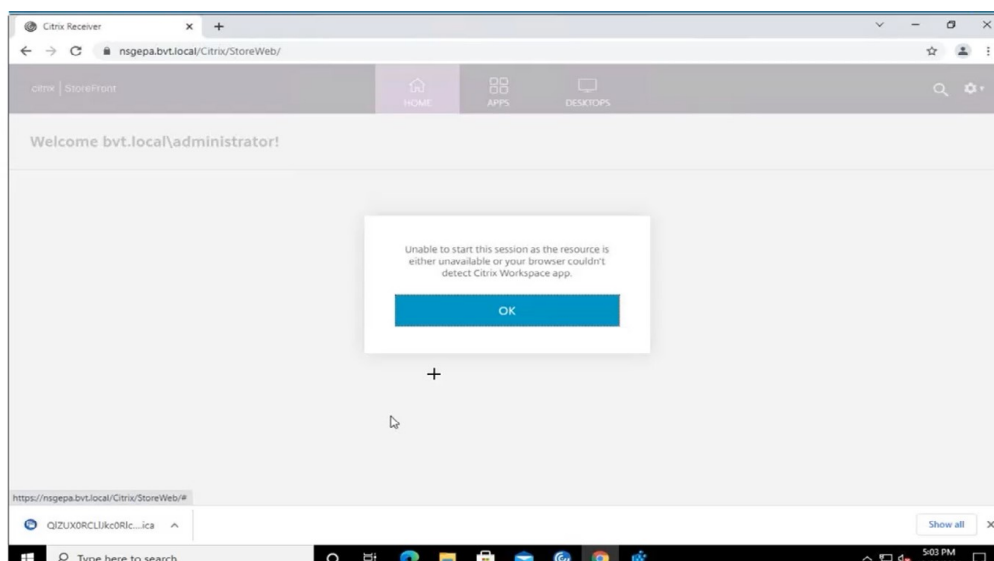 Citrix Receiver
nsgepa.bvt.local/Citrix/StoreWeb/
citrix | StoreFront
HOME
APPS
DESKTOPS
Welcome bvt.local\administrator!
Unable to start this session as the resource is
either unavailable or your browser couldn't
detect Citrix Workspace app.
OK
https://nsgepa.bvt.local/Citrix/StoreWeb/#
Show all
Type here to search
5:03 PM